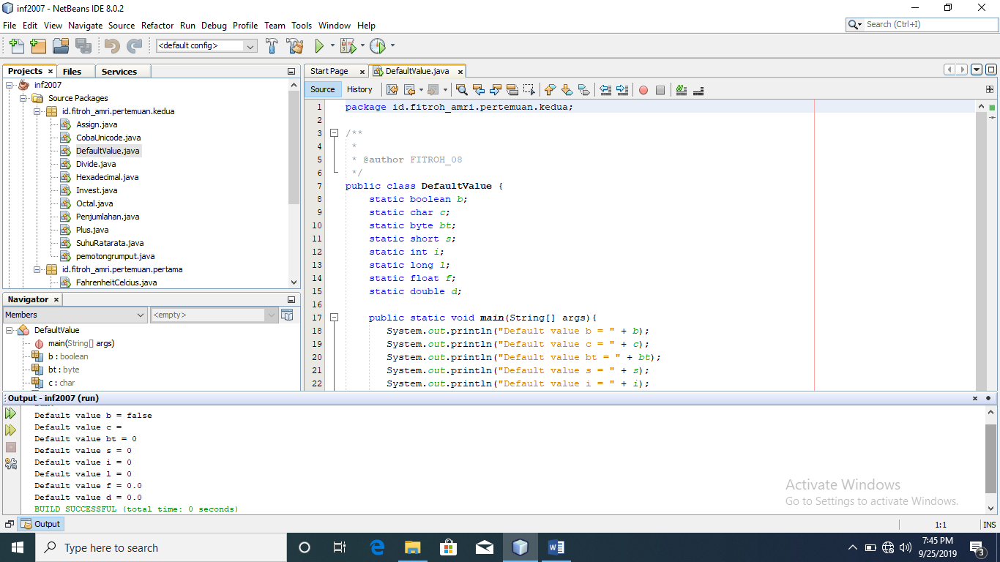 inf2007 - NetBeans IDE 8.0.2
File Edit View Navigate Source Refactor Run Debug Profile Team Tools Window Help
Search (Ctrl+I)
<default config>
Projects Files Services
inf2007
Source Packages
id.fitroh_amri.pertemuan.kedua
Assign.java
CobaUnicode.java
DefaultValue.java
Divide.java
Hexadecimal.java
Invest.java
Octal.java
Penjumlahan.java
Plus.java
SuhuRatarata.java
pemotongrumput.java
id.fitroh_amri.pertemuan.pertama
FahrenheitCelcius.java
Navigator
Members <empty>
DefaultValue
main(String[] args)
b : boolean
bt : byte
c : char
Start Page DefaultValue.java
Source History
1 package id.fitroh_amri.pertemuan.kedua;
2
3 /**
4 *
5 * @author FITROH_08
6 */
7 public class DefaultValue {
8 static boolean b;
9 static char c;
10 static byte bt;
11 static short s;
12 static int i;
13 static long l;
14 static float f;
15 static double d;
16
17 public static void main(String[] args){
18 System.out.println("Default value b = " + b);
19 System.out.println("Default value c = " + c);
20 System.out.println("Default value bt = " + bt);
21 System.out.println("Default value s = " + s);
22 System.out.println("Default value i = " + i);
Output - inf2007 (run)
Default value b = false
Default value c =
Default value bt = 0
Default value s = 0
Default value i = 0
Default value l = 0
Default value f = 0.0
Default value d = 0.0
BUILD SUCCESSFUL (total time: 0 seconds)
Activate Windows
Go to Settings to activate Windows.
Output
1:1 INS
Type here to search
7:45 PM
9/25/2019
3